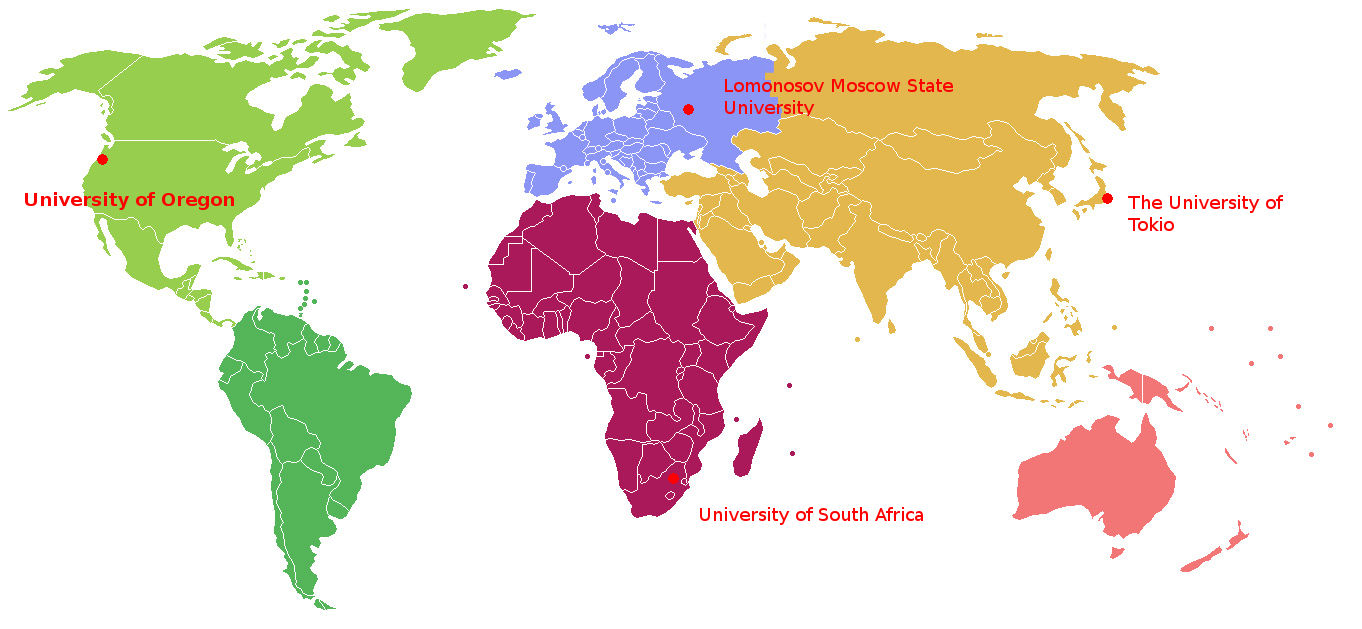 Lomonosov Moscow State
University
University of Oregon
The University of
Tokio
University of South Africa